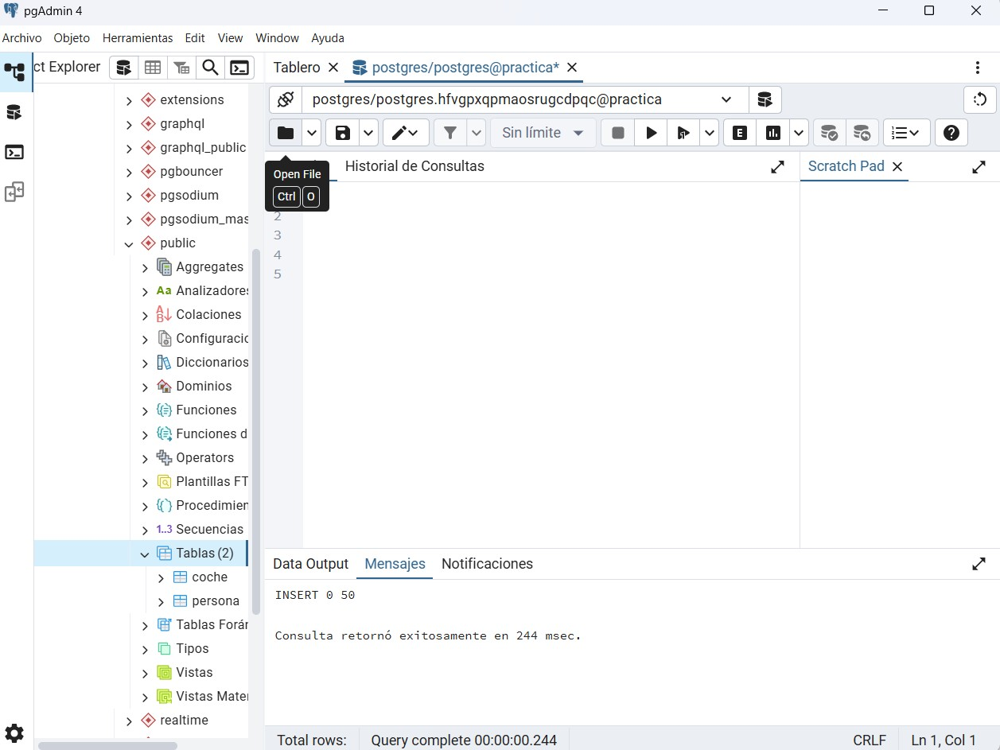 pgAdmin 4
Archivo Objeto Herramientas Edit View Window Ayuda
ct Explorer
Tablero
postgres/postgres@practica*
postgres/postgres.hfvgpxqpmaosrugcdpqc@practica
Sin límite
E
Historial de Consultas
Scratch Pad
Open File
Ctrl O
2
3
4
5
extensions
graphql
graphql_public
pgbouncer
pgsodium
pgsodium_mas
public
Aggregates
Aa Analizadores
Colaciones
Configuracio
Diccionarios
Dominios
Funciones
Funciones d
Operators
Plantillas FT
Procedimien
1..3 Secuencias
Tablas (2)
coche
persona
Tablas Forán
Tipos
Vistas
Vistas Mater
realtime
Data Output Mensajes Notificaciones
INSERT 0 50
Consulta retornó exitosamente en 244 msec.
Total rows: Query complete 00:00:00.244 CRLF Ln 1, Col 1